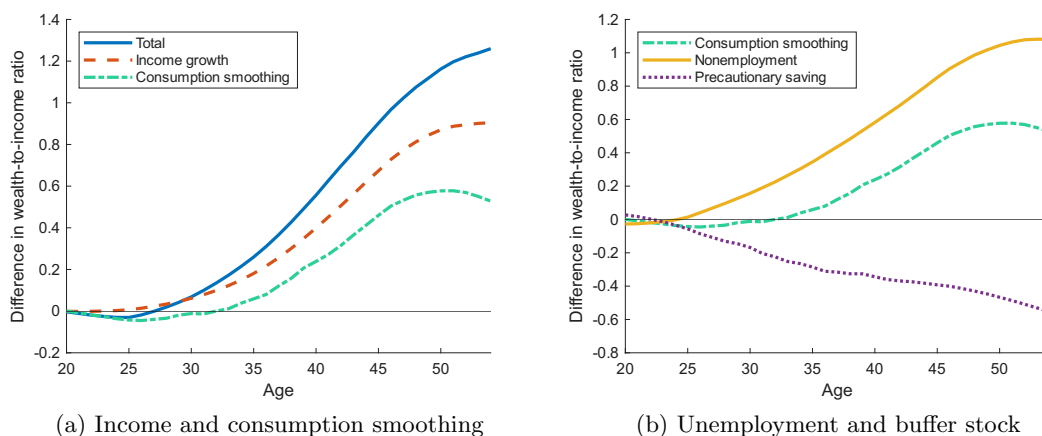 1.4
1.2
1
0.8
0.6
0.4
0.2
0
-0.2
Difference in wealth-to-income ratio
Total
Income growth
Consumption smoothing
20 25 30 35 40 45 50
Age
(a) Income and consumption smoothing
1.2
1
0.8
0.6
0.4
0.2
0
-0.2
-0.4
-0.6
-0.8
Difference in wealth-to-income ratio
Consumption smoothing
Nonemployment
Precautionary saving
20 25 30 35 40 45 50
Age
(b) Unemployment and buffer stock